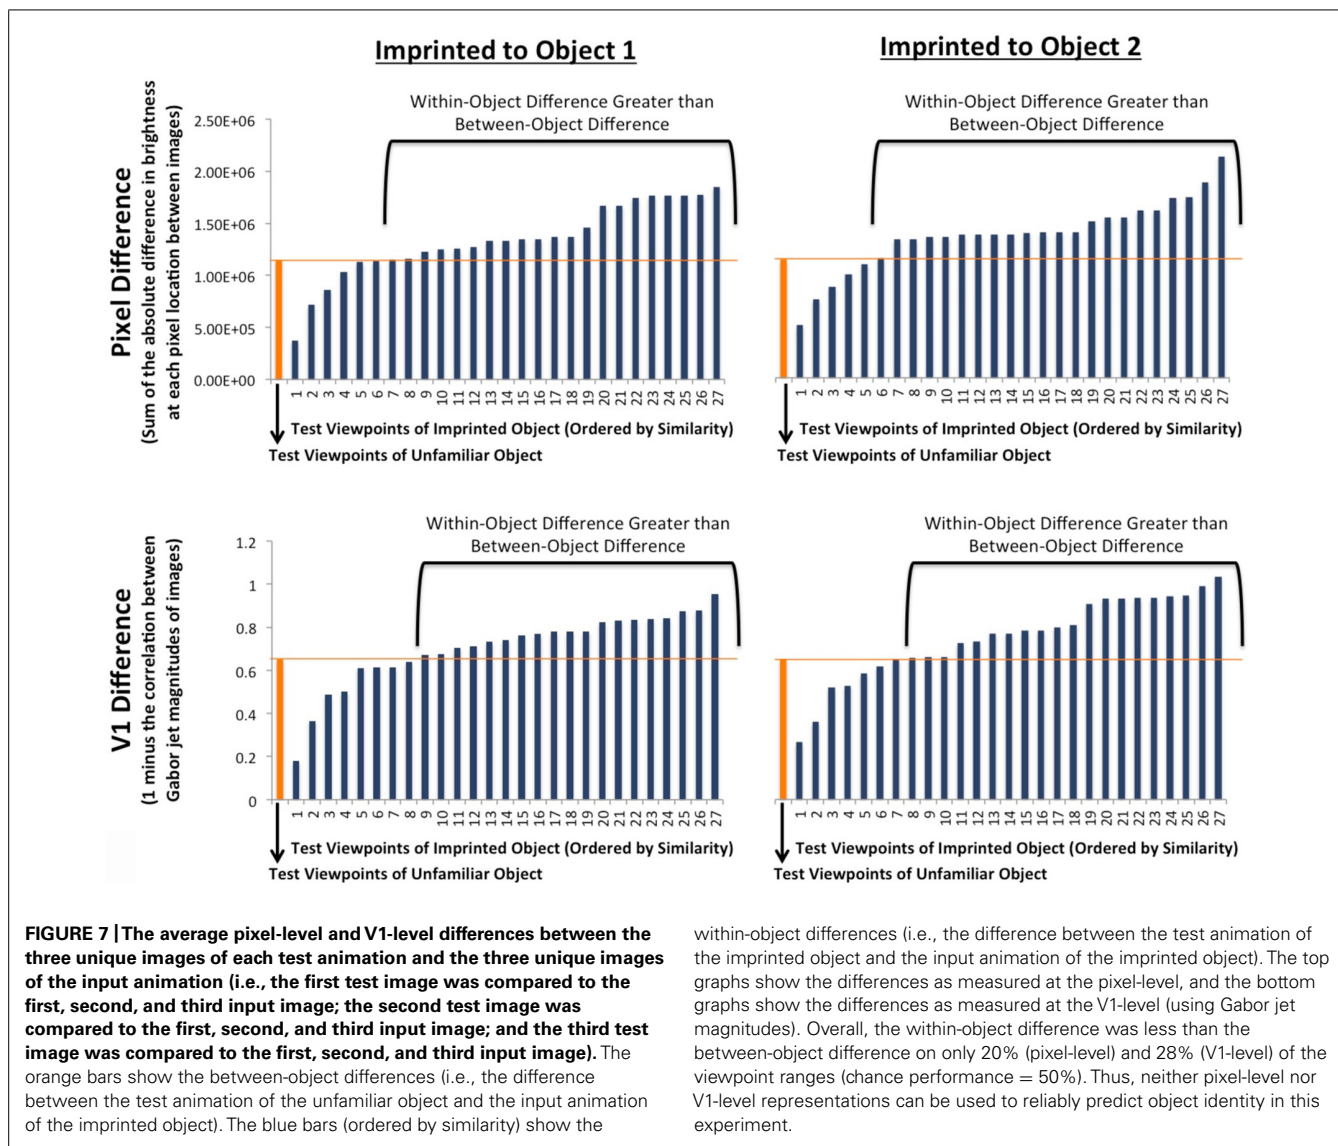 Imprinted to Object 1
Imprinted to Object 2
Within-Object Difference Greater than
Between-Object Difference
Within-Object Difference Greater than
Between-Object Difference
Pixel Difference
(Sum of the absolute difference in brightness
at each pixel location between images)
2.50E+06
2.00E+06
1.50E+06
1.00E+06
5.00E+05
0.00E+00
1 2 3 4 5 6 7 8 9 10 11 12 13 14 15 16 17 18 19 20 21 22 23 24 25 26 27
1 2 3 4 5 6 7 8 9 10 11 12 13 14 15 16 17 18 19 20 21 22 23 24 25 26 27
Test Viewpoints of Imprinted Object (Ordered by Similarity)
Test Viewpoints of Unfamiliar Object
Test Viewpoints of Imprinted Object (Ordered by Similarity)
Test Viewpoints of Unfamiliar Object
Within-Object Difference Greater than
Between-Object Difference
Within-Object Difference Greater than
Between-Object Difference
V1 Difference
(1 minus the correlation between
Gabor jet magnitudes of images)
1.2
1
0.8
0.6
0.4
0.2
0
1 2 3 4 5 6 7 8 9 10 11 12 13 14 15 16 17 18 19 20 21 22 23 24 25 26 27
1 2 3 4 5 6 7 8 9 10 11 12 13 14 15 16 17 18 19 20 21 22 23 24 25 26 27
Test Viewpoints of Imprinted Object (Ordered by Similarity)
Test Viewpoints of Unfamiliar Object
Test Viewpoints of Imprinted Object (Ordered by Similarity)
Test Viewpoints of Unfamiliar Object
FIGURE 7 | The average pixel-level and V1-level differences between the
three unique images of each test animation and the three unique images
of the input animation (i.e., the first test image was compared to the
first, second, and third input image; the second test image was
compared to the first, second, and third input image; and the third test
image was compared to the first, second, and third input image). The
orange bars show the between-object differences (i.e., the difference
between the test animation of the unfamiliar object and the input animation
of the imprinted object). The blue bars (ordered by similarity) show the
within-object differences (i.e., the difference between the test animation of
the imprinted object and the input animation of the imprinted object). The top
graphs show the differences as measured at the pixel-level, and the bottom
graphs show the differences as measured at the V1-level (using Gabor jet
magnitudes). Overall, the within-object difference was less than the
between-object difference on only 20% (pixel-level) and 28% (V1-level) of the
viewpoint ranges (chance performance = 50%). Thus, neither pixel-level nor
V1-level representations can be used to reliably predict object identity in this
experiment.